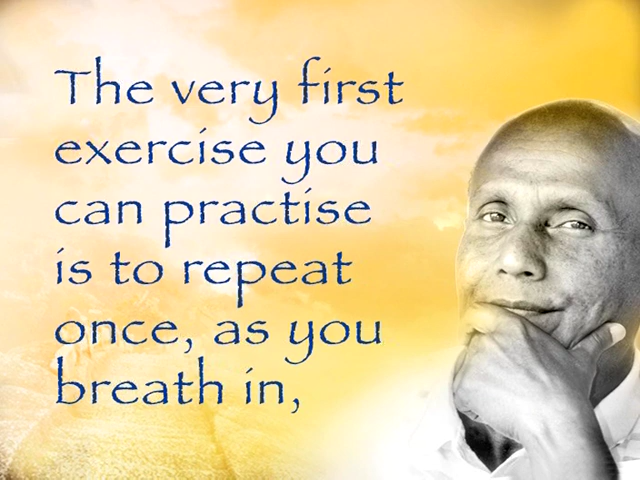 The very first
exercise you
can practise
is to repeat
once, as you
breath in,